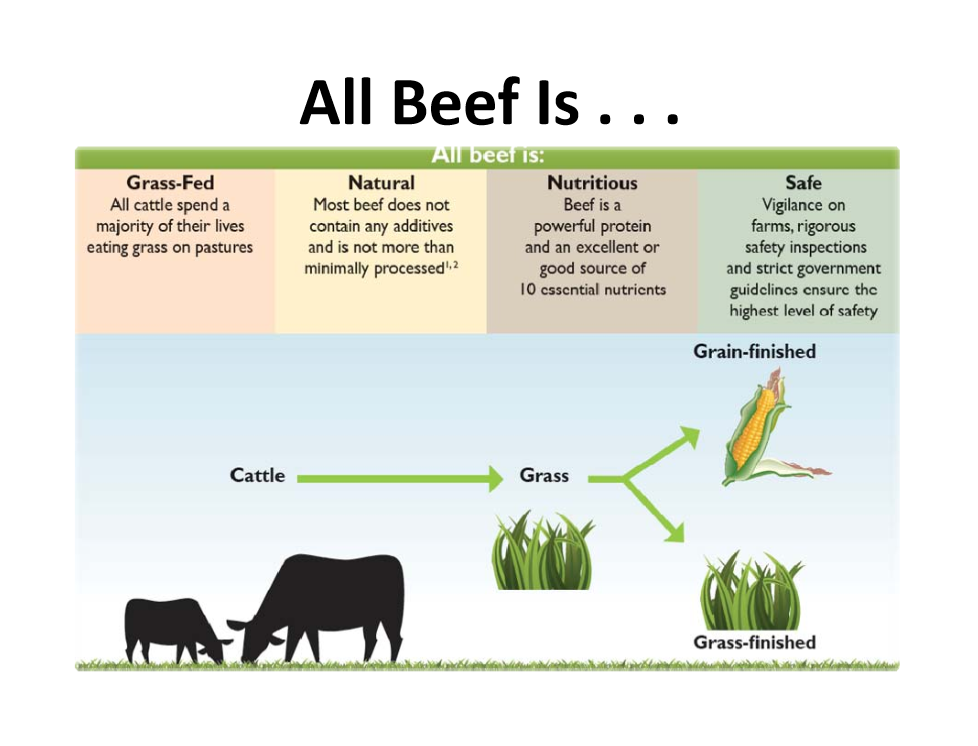 All Beef Is . . .
All beef is:
Grass-Fed
All cattle spend a
majority of their lives
eating grass on pastures
Natural
Most beef does not
contain any additives
and is not more than
minimally processed1,2
Nutritious
Beef is a
powerful protein
and an excellent or
good source of
10 essential nutrients
Safe
Vigilance on
farms, rigorous
safety inspections
and strict government
guidelines ensure the
highest level of safety
Grain-finished
Cattle
Grass
Grass-finished